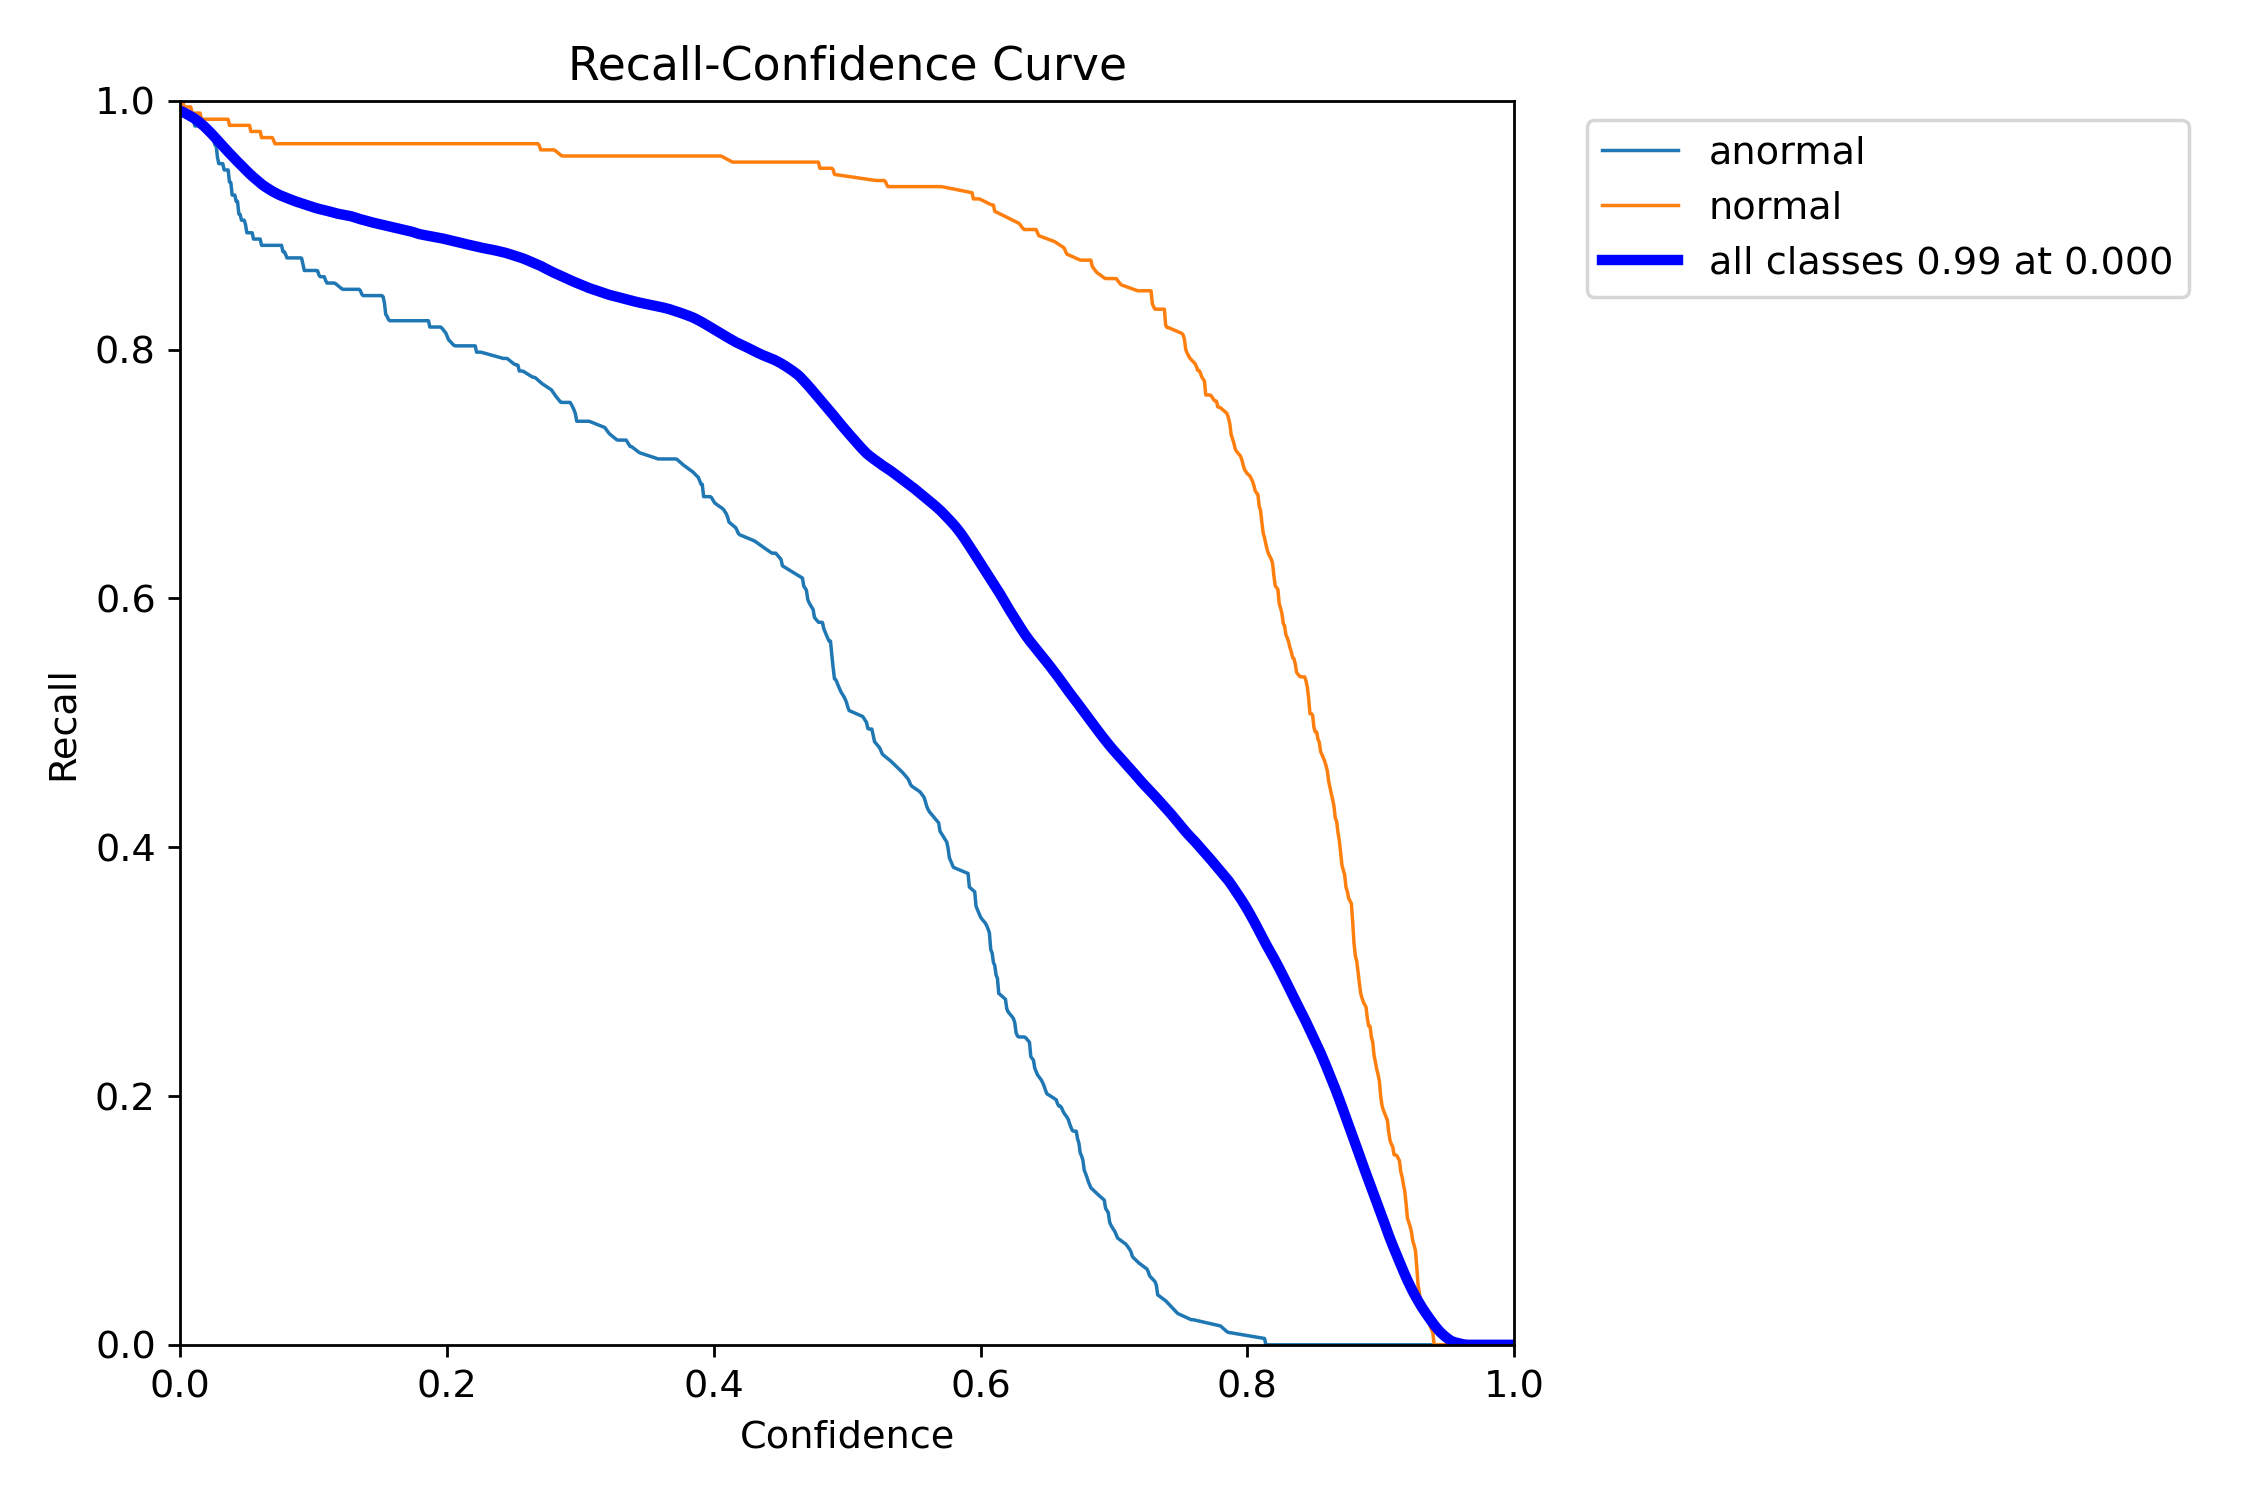 Recall-Confidence Curve
1.0
0.8
0.6
0.4
0.2
0.0
Recall
0.0 0.2 0.4 0.6 0.8 1.0
Confidence
anormal
normal
all classes 0.99 at 0.000